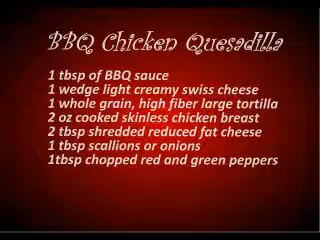 BBQ Chicken Quesadilla
1 tbsp of BBQ sauce
1 wedge light creamy swiss cheese
1 whole grain, high fiber large tortilla
2 oz cooked skinless chicken breast
2 tbsp shredded reduced fat cheese
1 tbsp scallions or onions
1tbsp chopped red and green peppers